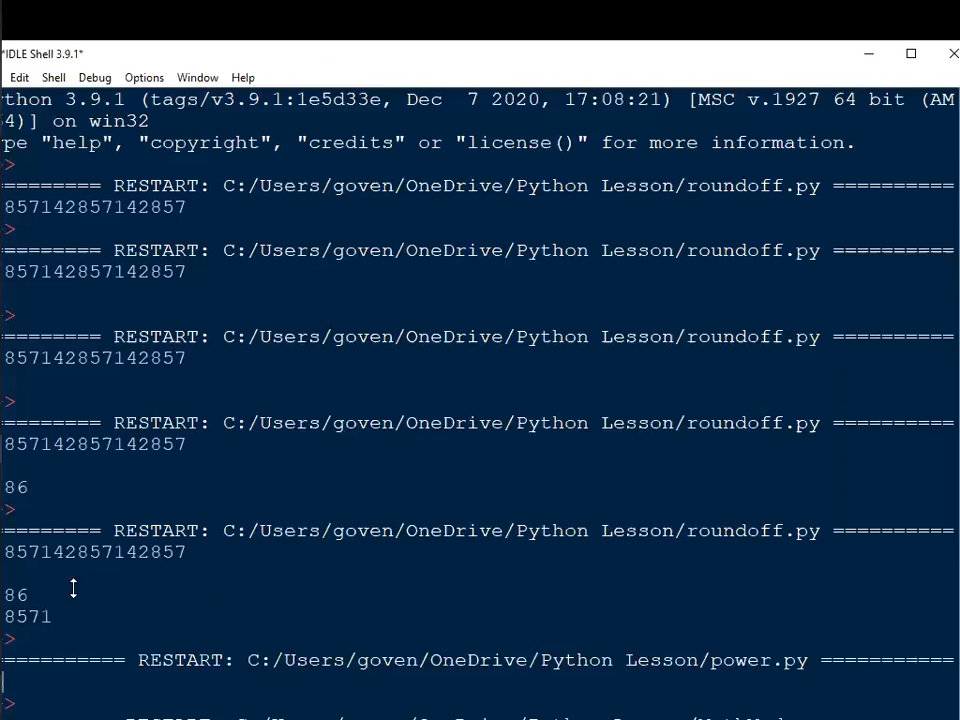 *IDLE Shell 3.9.1*
Edit Shell Debug Options Window Help
thon 3.9.1 (tags/v3.9.1:1e5d33e, Dec  7 2020, 17:08:21) [MSC v.1927 64 bit (AM
4)] on win32
pe "help", "copyright", "credits" or "license()" for more information.
>
======== RESTART: C:/Users/goven/OneDrive/Python Lesson/roundoff.py ==========
857142857142857
>
======== RESTART: C:/Users/goven/OneDrive/Python Lesson/roundoff.py ==========
857142857142857
>
======== RESTART: C:/Users/goven/OneDrive/Python Lesson/roundoff.py ==========
857142857142857
>
======== RESTART: C:/Users/goven/OneDrive/Python Lesson/roundoff.py ==========
857142857142857
86
>
======== RESTART: C:/Users/goven/OneDrive/Python Lesson/roundoff.py ==========
857142857142857
86
8571
>
========== RESTART: C:/Users/goven/OneDrive/Python Lesson/power.py ===========
>